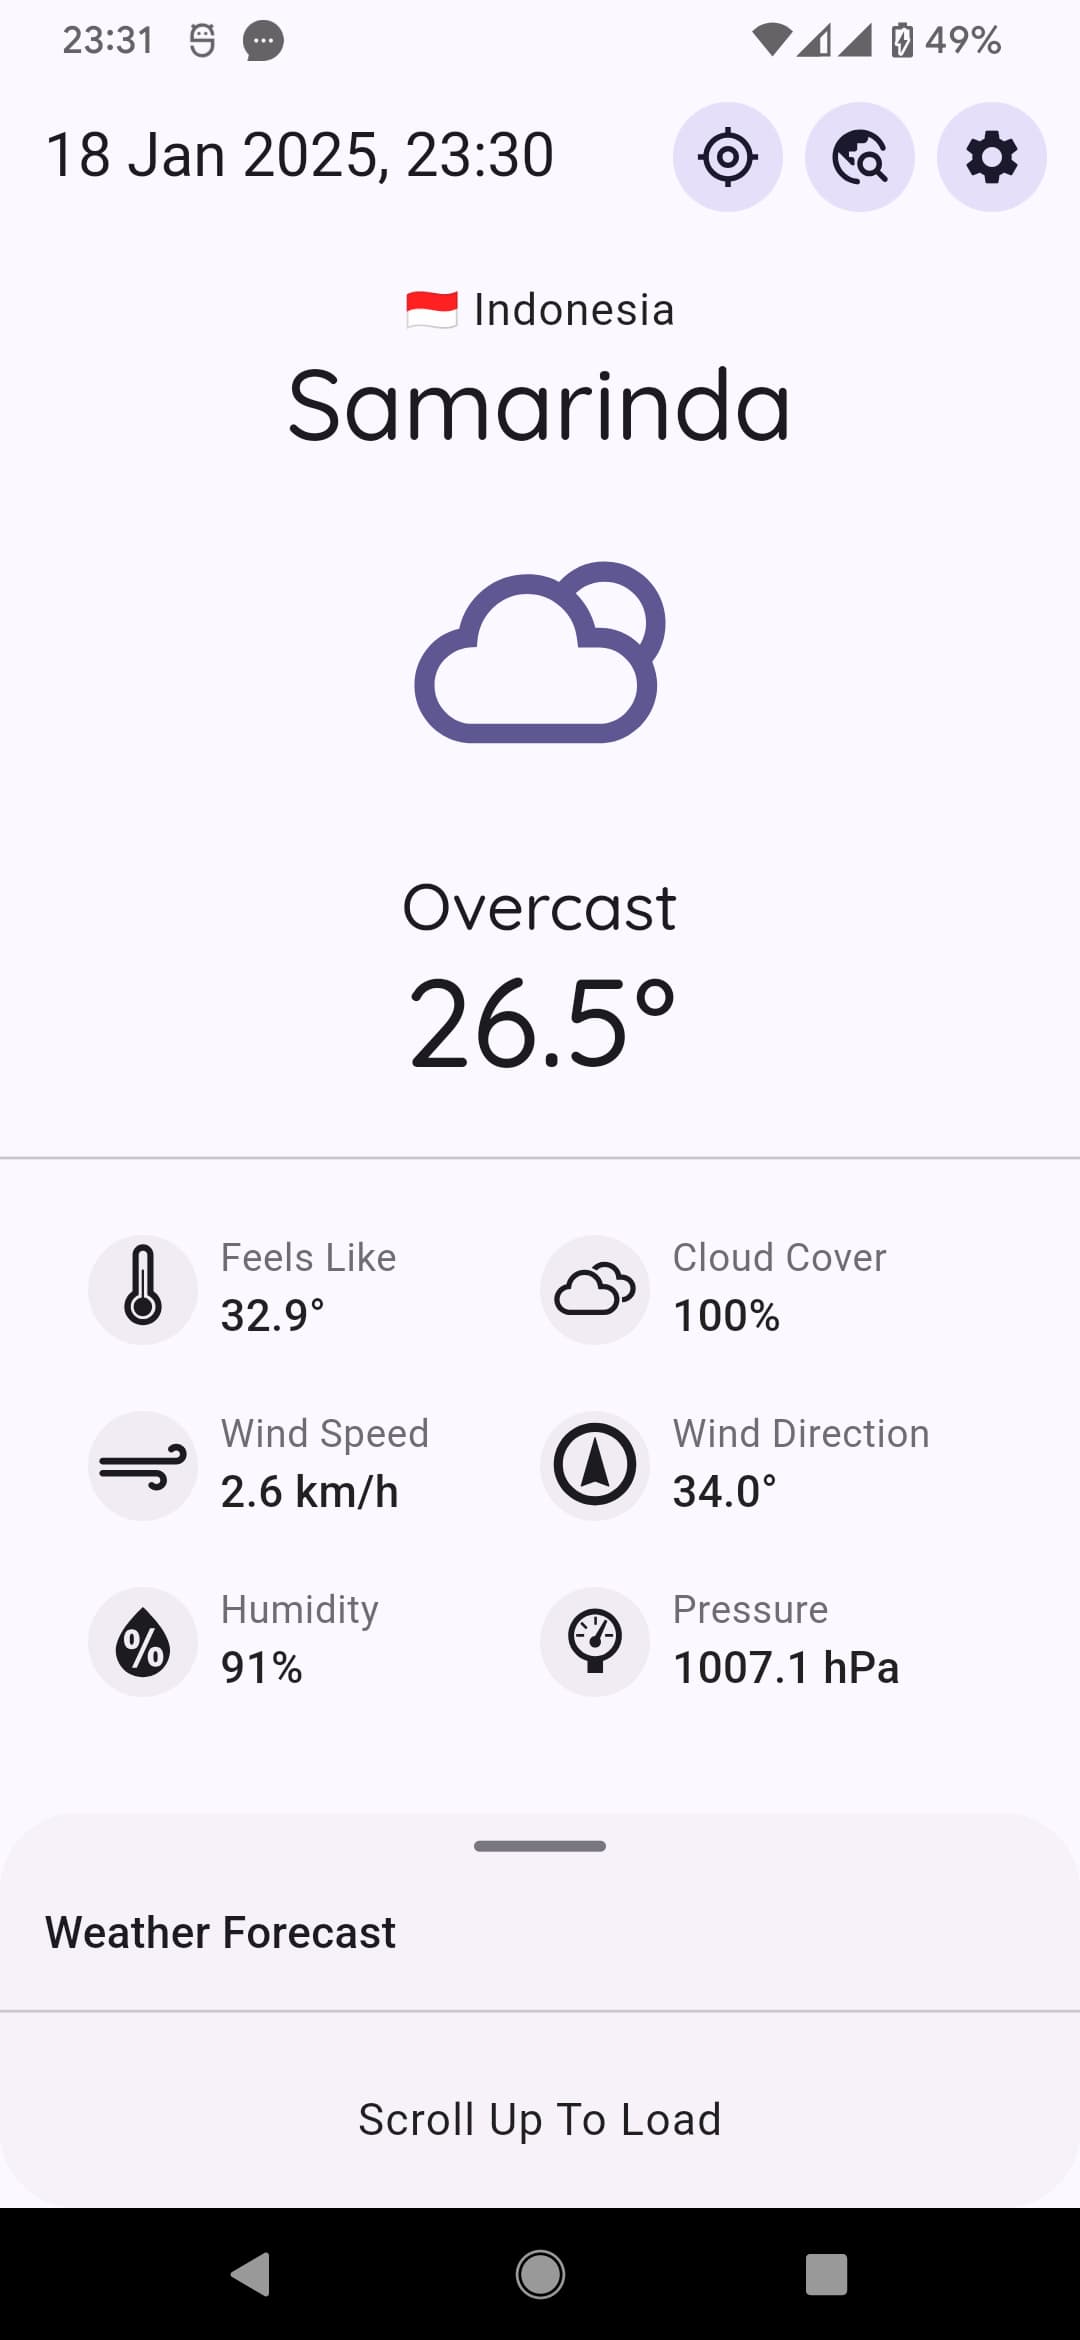 23:31 49%
18 Jan 2025, 23:30
🇮🇩 Indonesia
Samarinda
Overcast
26.5°
Feels Like
32.9°
Cloud Cover
100%
Wind Speed
2.6 km/h
Wind Direction
34.0°
Humidity
91%
Pressure
1007.1 hPa
Weather Forecast
Scroll Up To Load